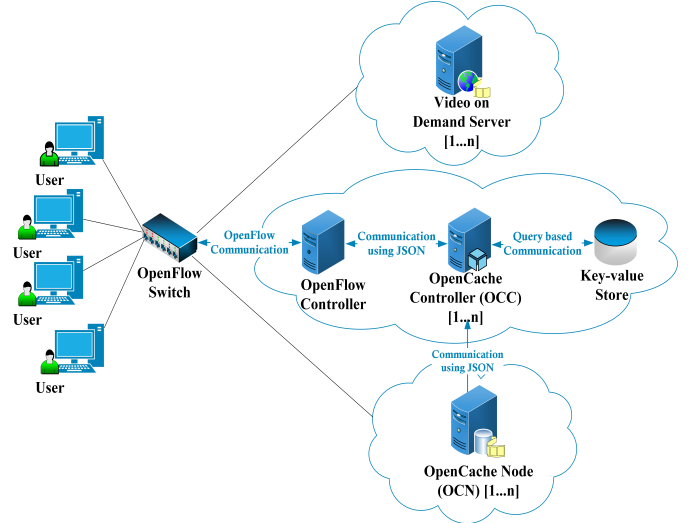 Video on
Demand Server
[1...n]
User
User
User
User
OpenFlow
Switch
OpenFlow
Communication
OpenFlow
Controller
Communication
using JSON
OpenCache
Controller (OCC)
[1...n]
Query based
Communication
Key-value
Store
Communication
using JSON
OpenCache Node
(OCN) [1...n]